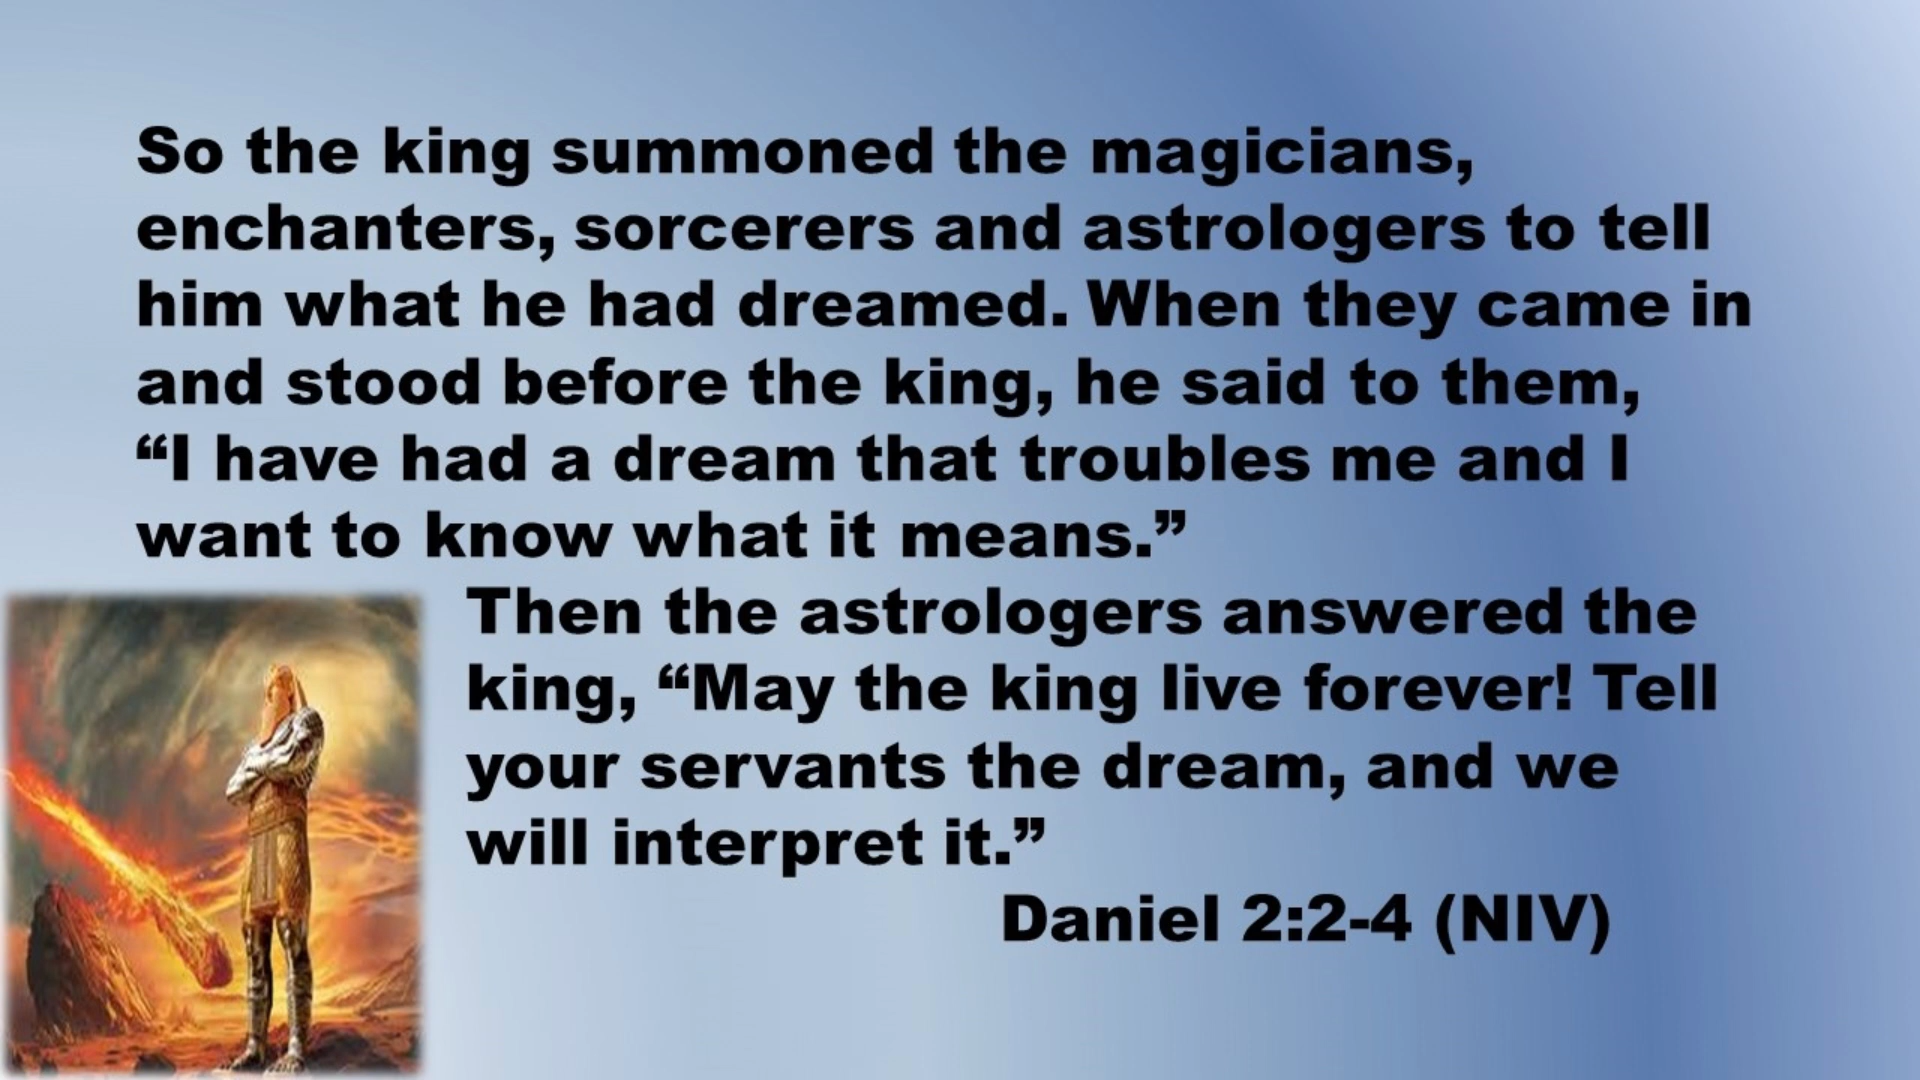 So the king summoned the magicians,
enchanters, sorcerers and astrologers to tell
him what he had dreamed. When they came in
and stood before the king, he said to them,
“I have had a dream that troubles me and I
want to know what it means.”
Then the astrologers answered the
king, “May the king live forever! Tell
your servants the dream, and we
will interpret it.”
Daniel 2:2-4 (NIV)